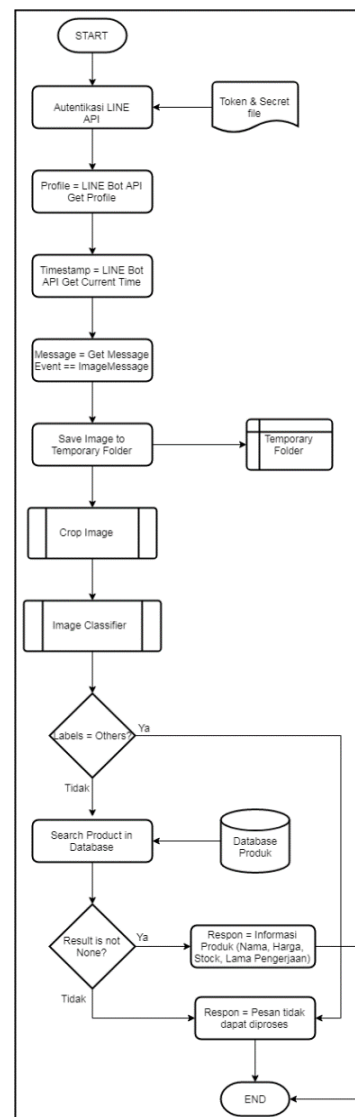 START
Autentikasi LINE
API
Token & Secret
file
Profile = LINE Bot API
Get Profile
Timestamp = LINE Bot
API Get Current Time
Message = Get Message
Event == ImageMessage
Save Image to
Temporary Folder
Temporary
Folder
Crop Image
Image Classifier
Labels = Others?
Ya
Tidak
Search Product in
Database
Database
Produk
Result is not
None?
Ya
Respon = Informasi
Produk (Nama, Harga,
Stock, Lama Pengerjaan)
Tidak
Respon = Pesan tidak
dapat diproses
END